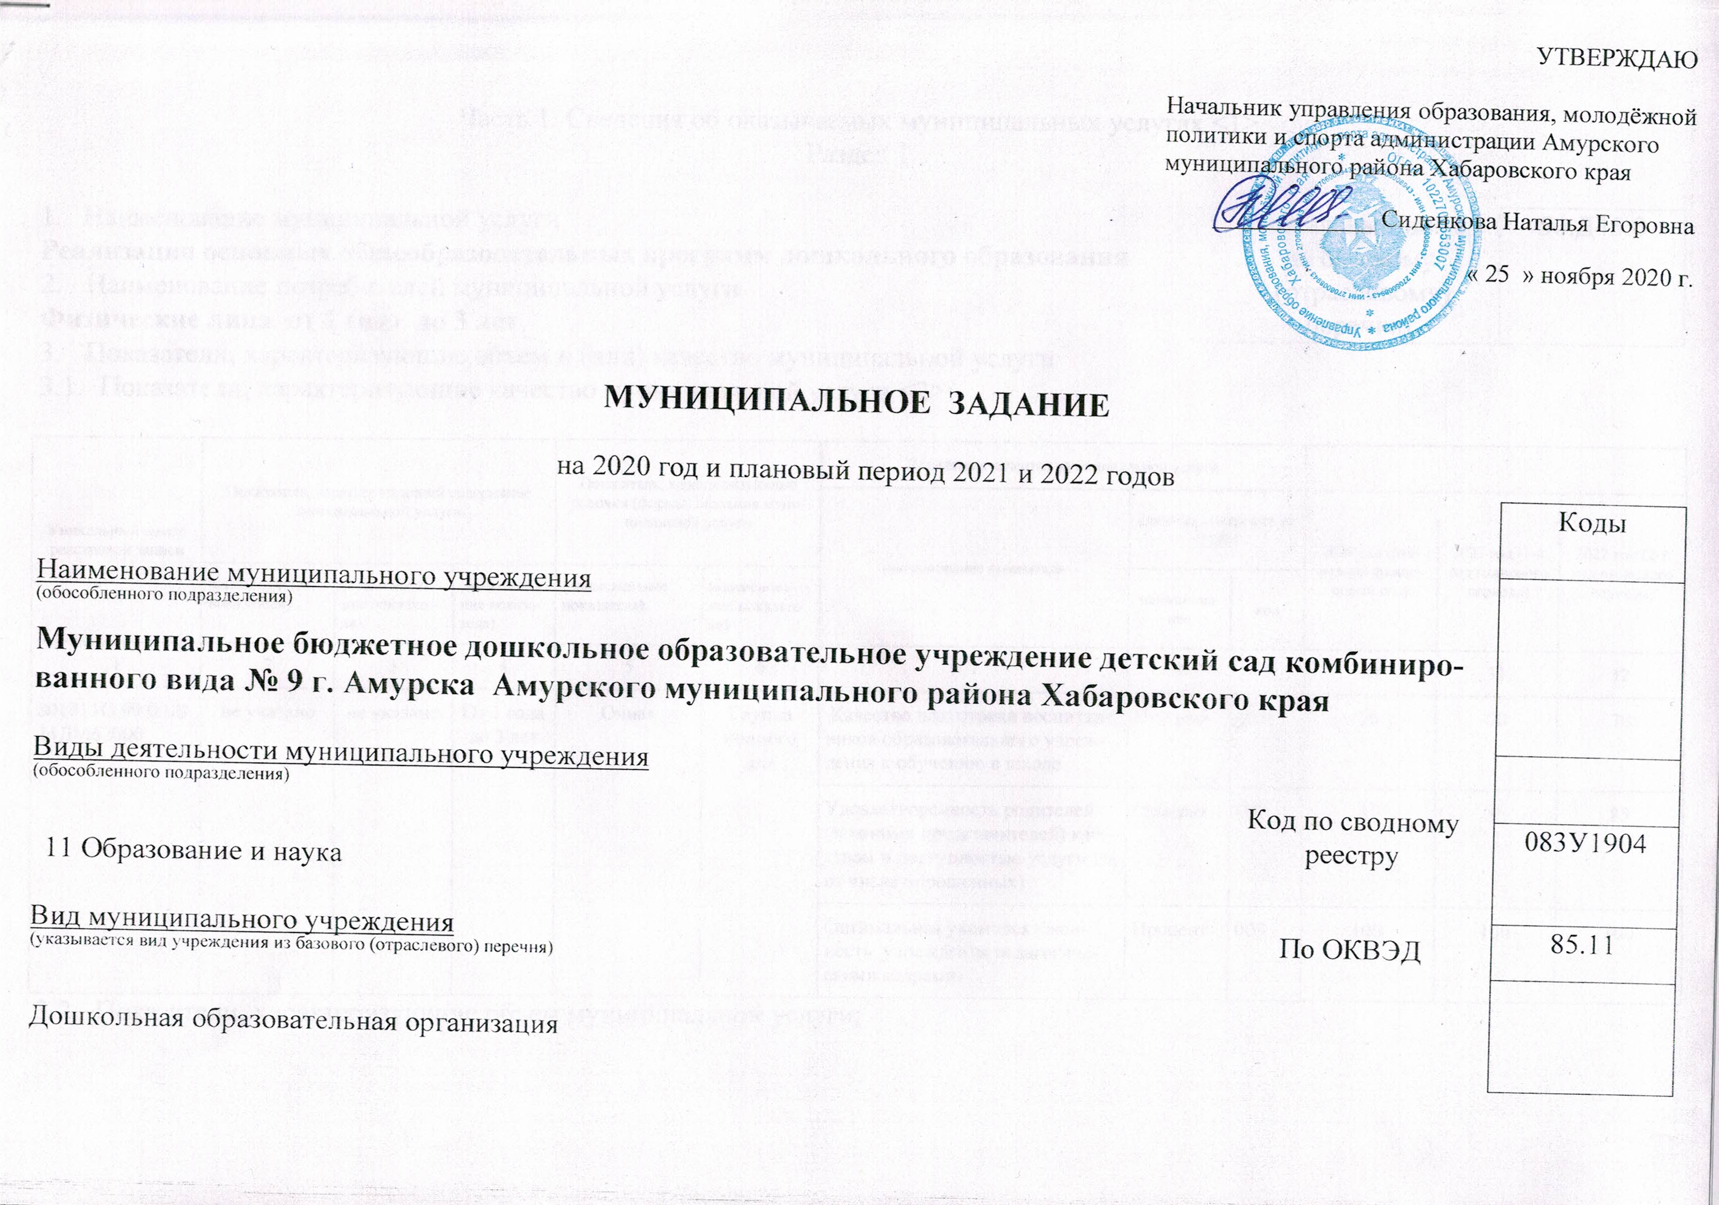 УТВЕРЖДАЮ
Начальник управления образования, молодёжной
политики и спорта администрации Амурского
муниципального района Хабаровского края
Сиденкова Наталья Егоровна
« 25 » ноября 2020 г.
МУНИЦИПАЛЬНОЕ ЗАДАНИЕ
на 2020 год и плановый период 2021 и 2022 годов
Коды
Наименование муниципального учреждения
(обособленного подразделения)
Муниципальное бюджетное дошкольное образовательное учреждение детский сад комбиниро-
ванного вида № 9 г. Амурска Амурского муниципального района Хабаровского края
Виды деятельности муниципального учреждения
(обособленного подразделения)
11 Образование и наука
Код по сводному
реестру
083У1904
Вид муниципального учреждения
(указывается вид учреждения из базового (отраслевого) перечня)
По ОКВЭД
85.11
Дошкольная образовательная организация